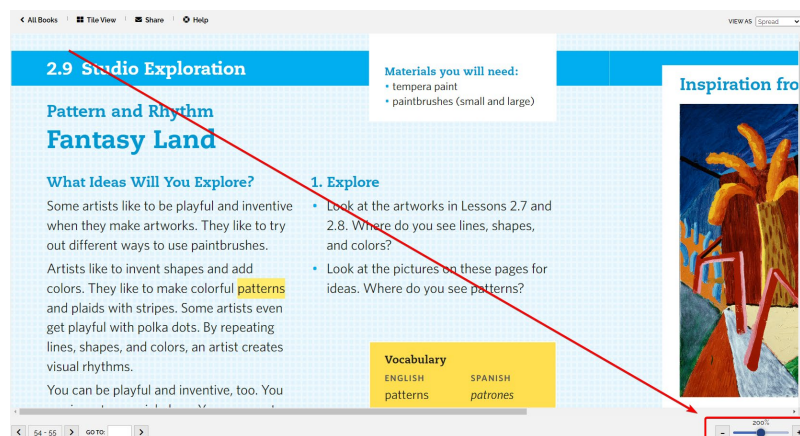 All Books Tile View Share Help
VIEW AS Spread
2.9 Studio Exploration
Materials you will need:
• tempera paint
• paintbrushes (small and large)
Pattern and Rhythm
Fantasy Land
What Ideas Will You Explore?
Some artists like to be playful and inventive
when they make artworks. They like to try
out different ways to use paintbrushes.
Artists like to invent shapes and add
colors. They like to make colorful patterns
and plaids with stripes. Some artists even
get playful with polka dots. By repeating
lines, shapes, and colors, an artist creates
visual rhythms.
You can be playful and inventive, too. You
1. Explore
• Look at the artworks in Lessons 2.7 and
2.8. Where do you see lines, shapes,
and colors?
• Look at the pictures on these pages for
ideas. Where do you see patterns?
Vocabulary
ENGLISH SPANISH
patterns patrones
Inspiration fro
54 - 55 GO TO:
200%
- +